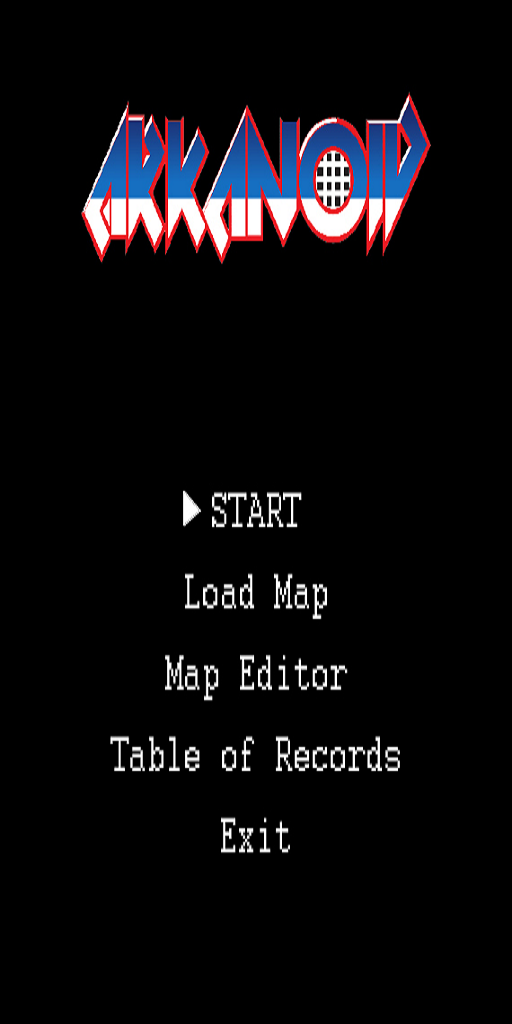 ARKANOID
START
Load Map
Map Editor
Table of Records
Exit